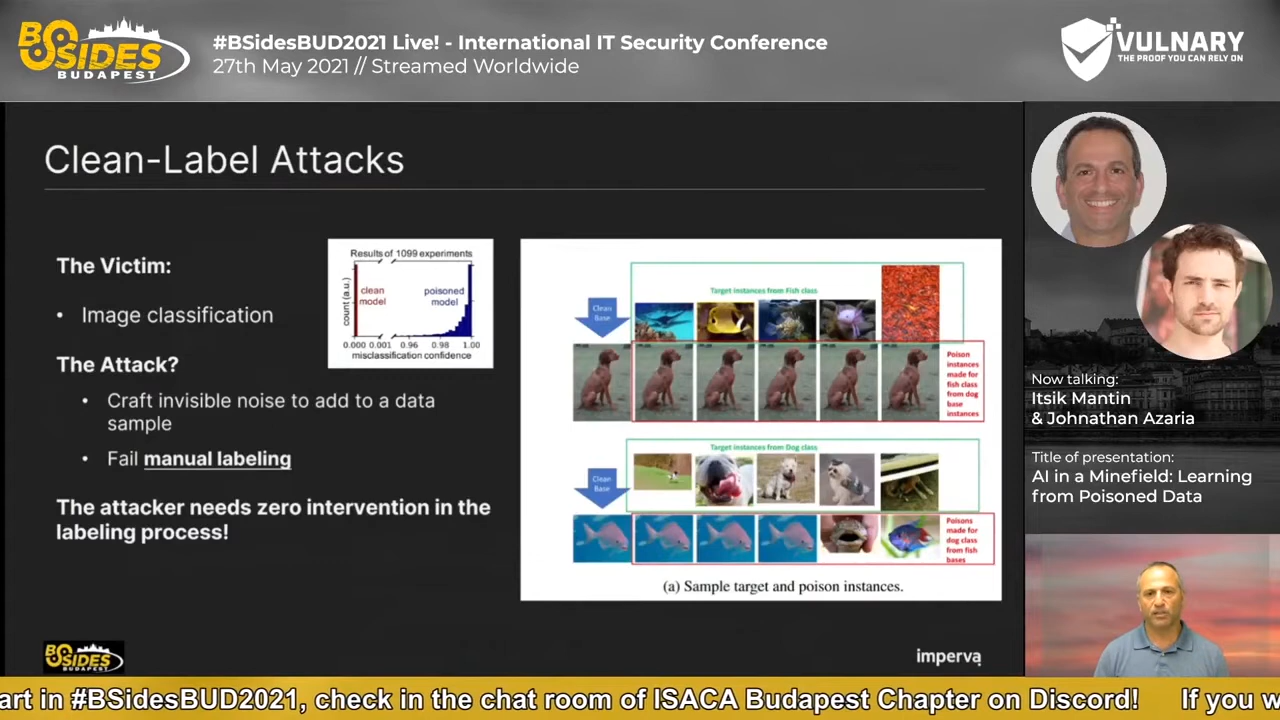 BSIDES
BUDAPEST
#BSidesBUD2021 Live! - International IT Security Conference
27th May 2021 // Streamed Worldwide
VULNARY
THE PROOF YOU CAN RELY ON
Clean-Label Attacks
The Victim:
• Image classification
The Attack?
• Craft invisible noise to add to a data
sample
• Fail manual labeling
The attacker needs zero intervention in the
labeling process!
Results of 1099 experiments
clean
model
poisoned
model
count (a.u.)
0.000 0.001 0.96 0.98 1.00
misclassification confidence
Target instances from Fish class
Clean
Base
Poison
instances
made for
fish class
from dog
base
instances
Target instances from Dog class
Clean
Base
Poisons
made for
dog class
from fish
bases
(a) Sample target and poison instances.
BSIDES
BUDAPEST
imperva
Now talking:
Itsik Mantin
& Johnathan Azaria
Title of presentation:
AI in a Minefield: Learning
from Poisoned Data
art in #BSidesBUD2021, check in the chat room of ISACA Budapest Chapter on Discord! If you w